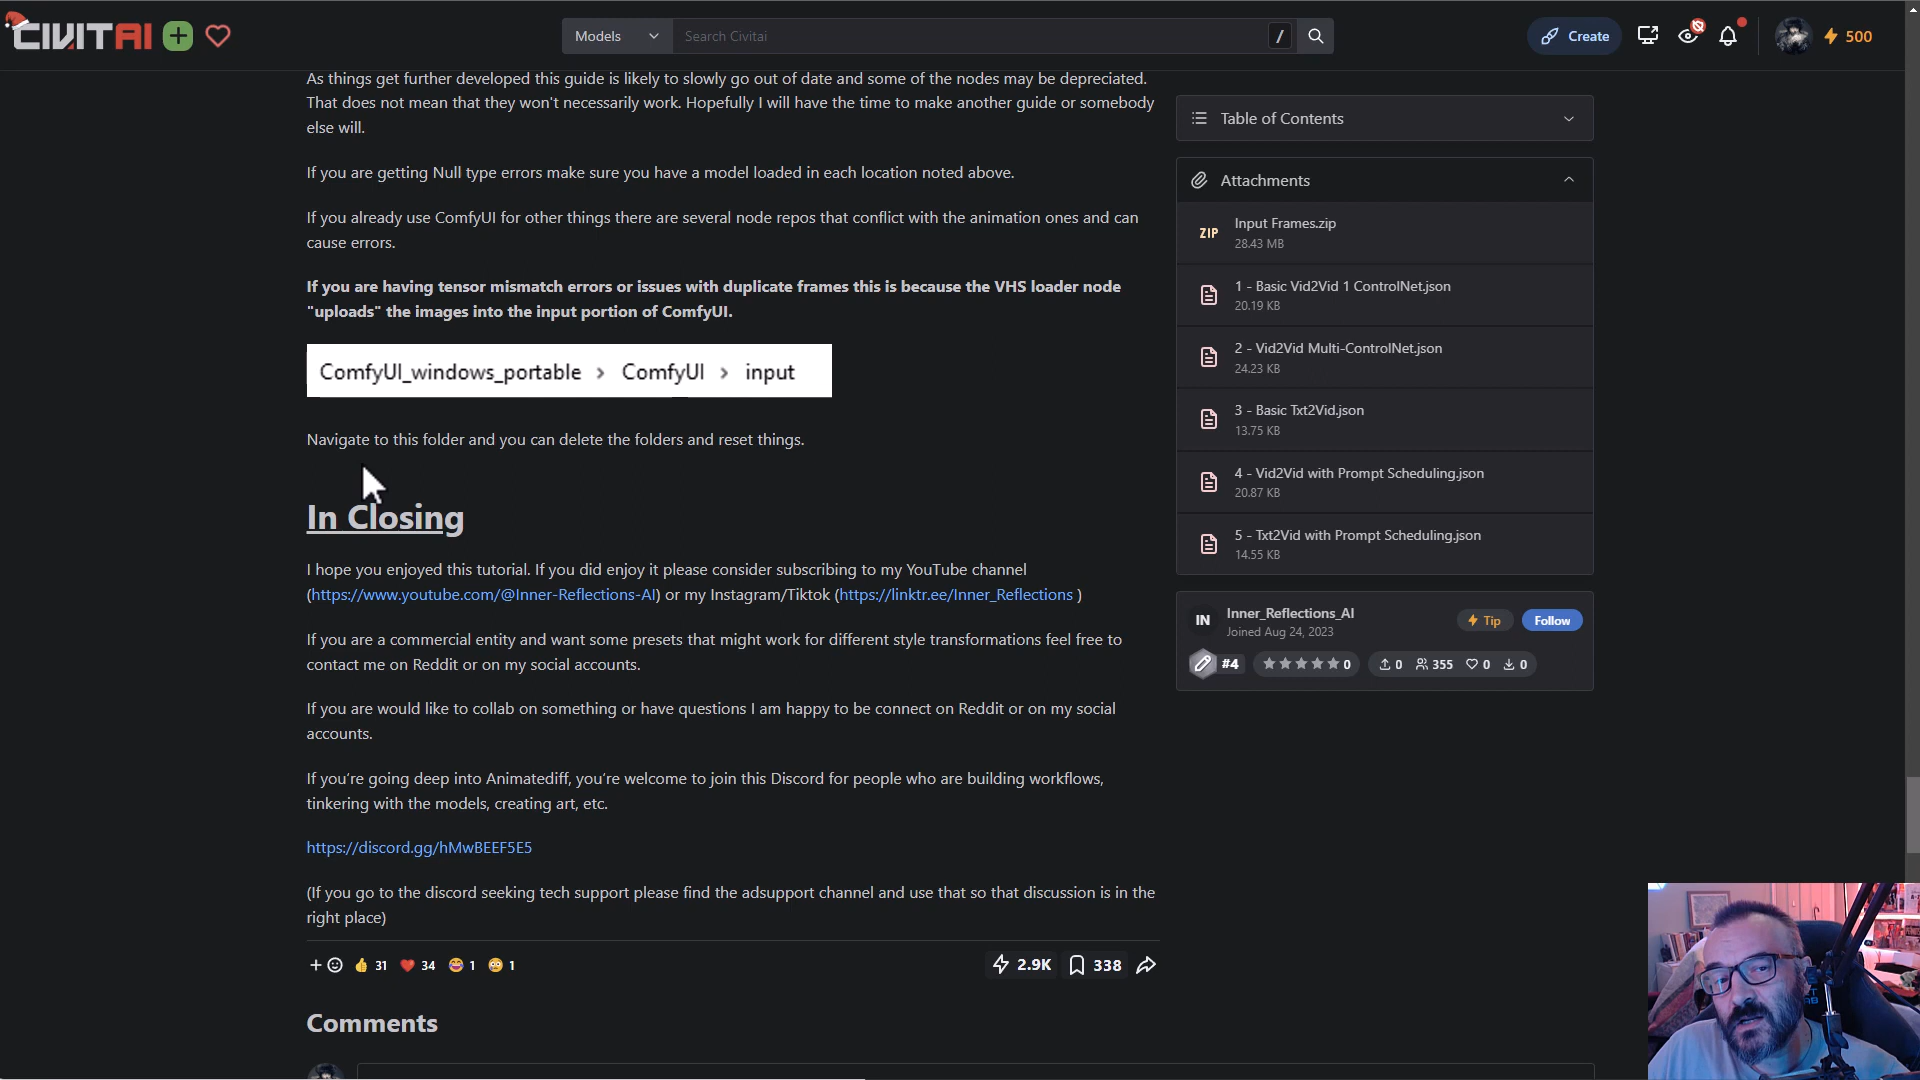 CIVITAI
Models
Search Civitai
/
Create
500
As things get further developed this guide is likely to slowly go out of date and some of the nodes may be depreciated.
That does not mean that they won't necessarily work. Hopefully I will have the time to make another guide or somebody
else will.
If you are getting Null type errors make sure you have a model loaded in each location noted above.
If you already use ComfyUI for other things there are several node repos that conflict with the animation ones and can
cause errors.
If you are having tensor mismatch errors or issues with duplicate frames this is because the VHS loader node
"uploads" the images into the input portion of ComfyUI.
ComfyUI_windows_portable > ComfyUI > input
Navigate to this folder and you can delete the folders and reset things.
In Closing
I hope you enjoyed this tutorial. If you did enjoy it please consider subscribing to my YouTube channel
(https://www.youtube.com/@Inner-Reflections-AI) or my Instagram/Tiktok (https://linktr.ee/Inner_Reflections )
If you are a commercial entity and want some presets that might work for different style transformations feel free to
contact me on Reddit or on my social accounts.
If you are would like to collab on something or have questions I am happy to be connect on Reddit or on my social
accounts.
If you're going deep into Animatediff, you're welcome to join this Discord for people who are building workflows,
tinkering with the models, creating art, etc.
https://discord.gg/hMwBEEF5E5
(If you go to the discord seeking tech support please find the adsupport channel and use that so that discussion is in the
right place)
31 34 1 1
2.9K 338
Comments
Table of Contents
Attachments
ZIP
Input Frames.zip
28.43 MB
1 - Basic Vid2Vid 1 ControlNet.json
20.19 KB
2 - Vid2Vid Multi-ControlNet.json
24.23 KB
3 - Basic Txt2Vid.json
13.75 KB
4 - Vid2Vid with Prompt Scheduling.json
20.87 KB
5 - Txt2Vid with Prompt Scheduling.json
14.55 KB
IN
Inner_Reflections_AI
Joined Aug 24, 2023
Tip
Follow
#4
0
0 355 0 0